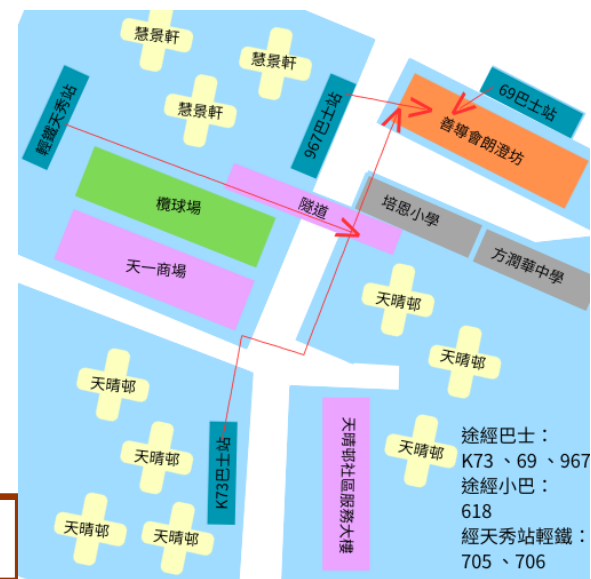 慧景軒
慧景軒
慧景軒
輕鐵天秀站
967巴士站
69巴士站
善導會朗澄坊
欖球場
隧道
培恩小學
方潤華中學
天一商場
天晴邨
天晴邨
天晴邨
天晴邨
天晴邨
天晴邨
天晴邨
K73巴士站
天晴邨社區服務大樓
途經巴士：
K73 、69 、967
途經小巴：
618
經天秀站輕鐵：
705 、706